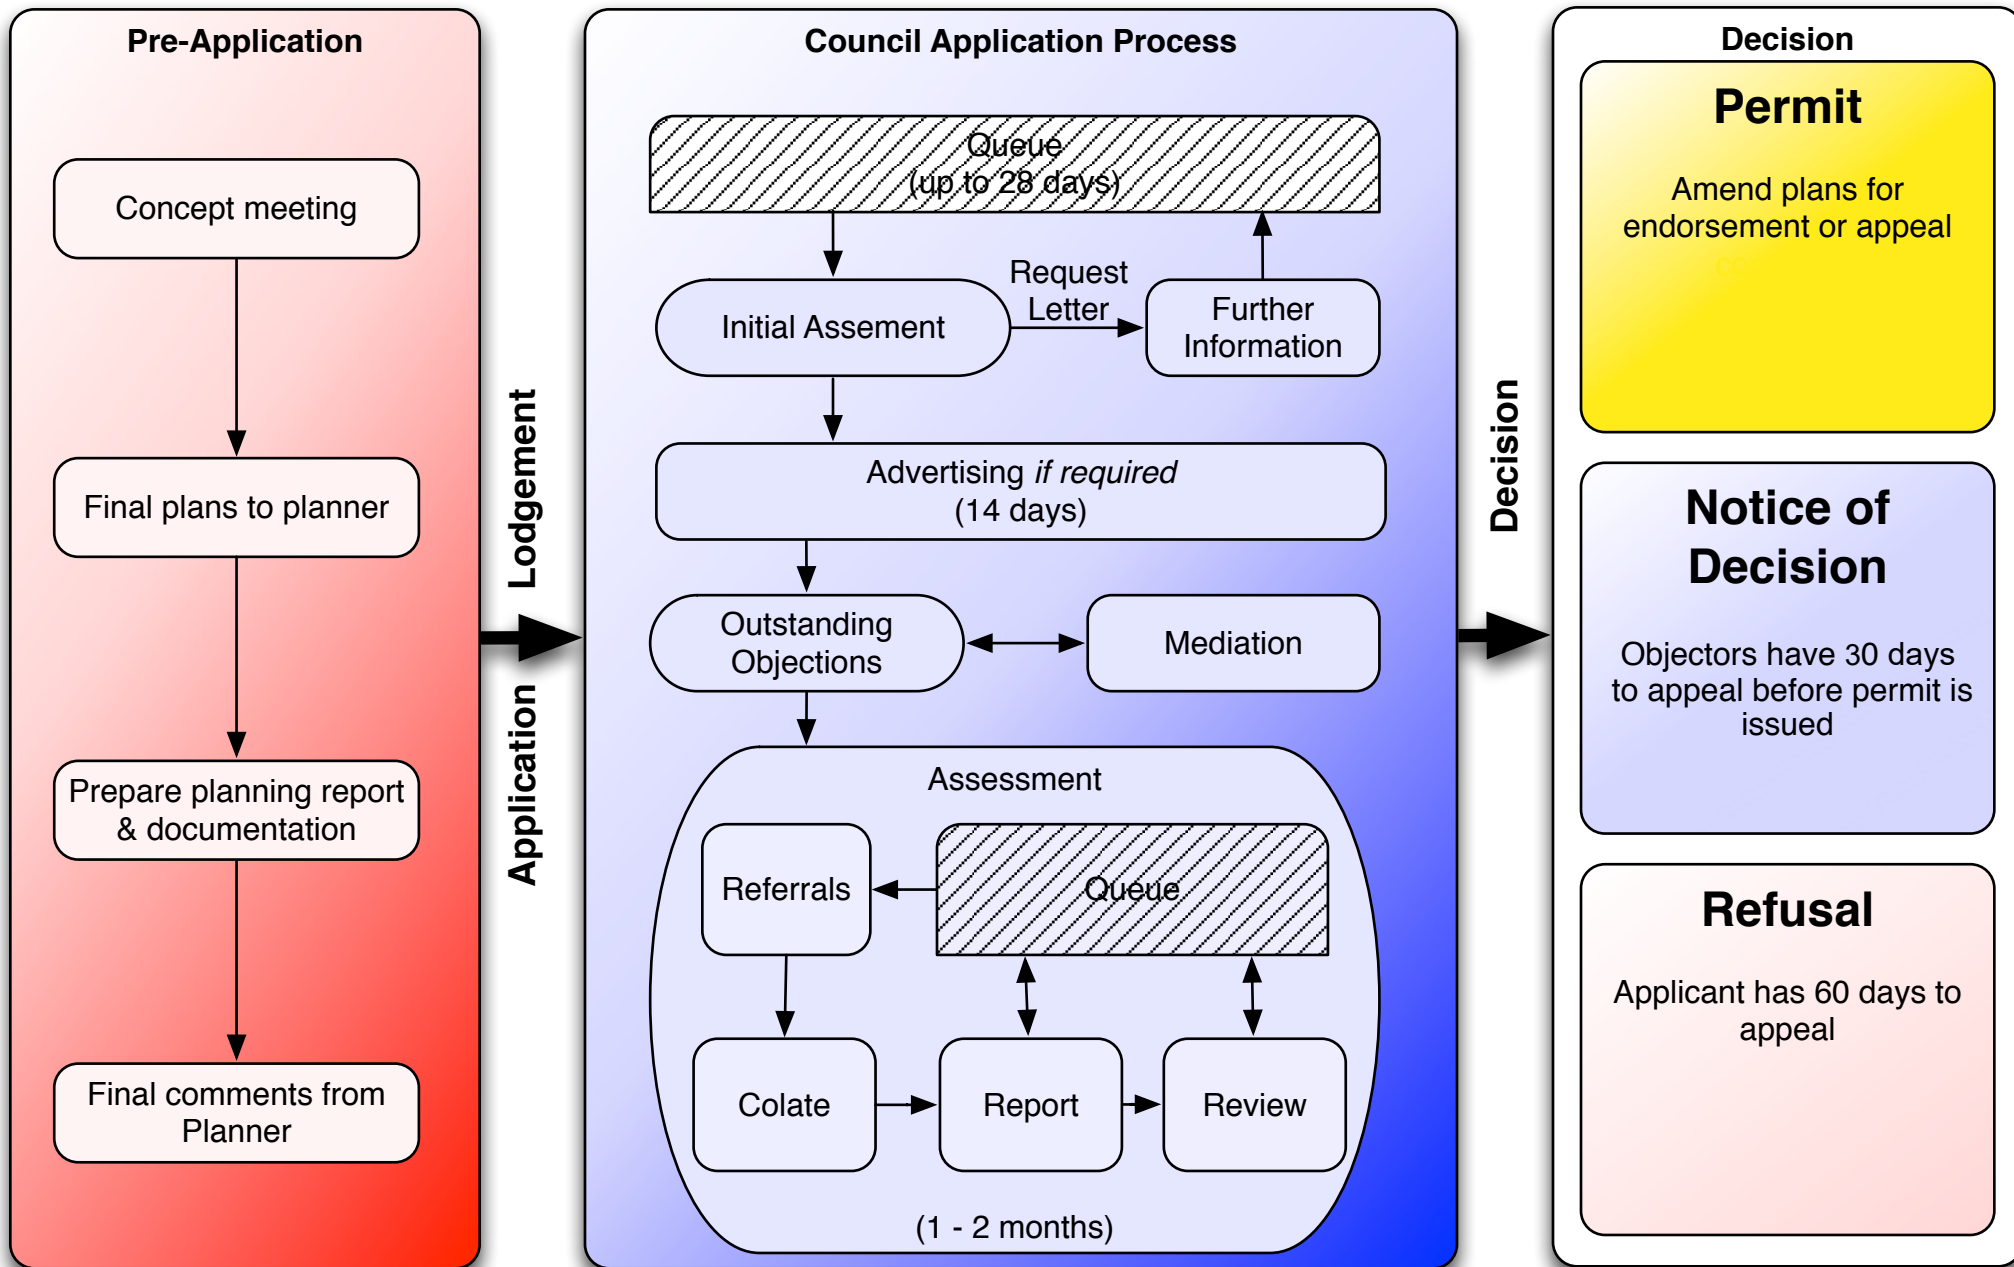 Pre-Application
Concept meeting
Final plans to planner
Prepare planning report
& documentation
Final comments from
Planner
Application
Lodgement
Council Application Process
Queue
(up to 28 days)
Initial Assement
Request
Letter
Further
Information
Advertising if required
(14 days)
Outstanding
Objections
Mediation
Assessment
Referrals
Queue
Colate
Report
Review
(1 - 2 months)
Decision
Decision
Permit
Amend plans for
endorsement or appeal
Notice of
Decision
Objectors have 30 days
to appeal before permit is
issued
Refusal
Applicant has 60 days to
appeal